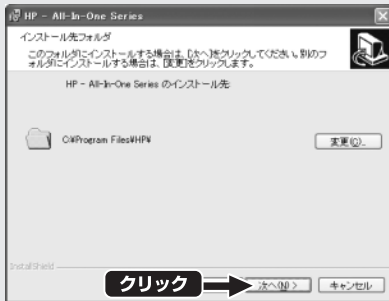 HP - All-In-One Series
インストール先フォルダ
このフォルダにインストールする場合は、[次へ]をクリックしてください。別のフ
ォルダにインストールする場合は、[変更]をクリックします。
HP - All-In-One Series のインストール先
C:¥Program Files¥HP¥
変更(C)...
InstallShield
クリック
次へ(N) >
キャンセル